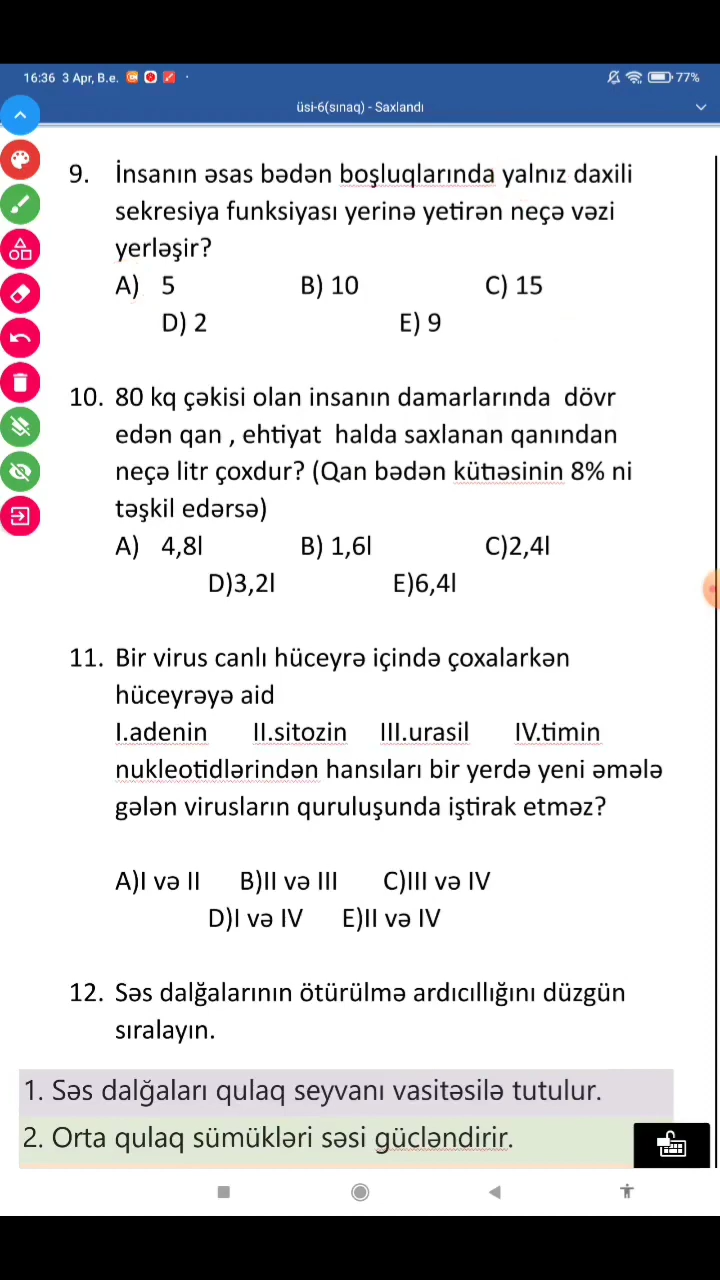 16:36 3 Apr, B.e. 77%
üsi-6(sınaq) - Saxlandı
9. İnsanın əsas bədən boşluqlarında yalnız daxili
sekresiya funksiyası yerinə yetirən neçə vəzi
yerləşir?
A) 5 B) 10 C) 15
D) 2 E) 9
10. 80 kq çəkisi olan insanın damarlarında dövr
edən qan , ehtiyat halda saxlanan qanından
neçə litr çoxdur? (Qan bədən kütləsinin 8% ni
təşkil edərsə)
A) 4,8l B) 1,6l C)2,4l
D)3,2l E)6,4l
11. Bir virus canlı hüceyrə içində çoxalarkən
hüceyrəyə aid
I.adenin II.sitozin III.urasil IV.timin
nukleotidlərindən hansıları bir yerdə yeni əmələ
gələn virusların quruluşunda iştirak etməz?
A)I və II B)II və III C)III və IV
D)I və IV E)II və IV
12. Səs dalğalarının ötürülmə ardıcıllığını düzgün
sıralayın.
1. Səs dalğaları qulaq seyvanı vasitəsilə tutulur.
2. Orta qulaq sümükləri səsi gücləndirir.